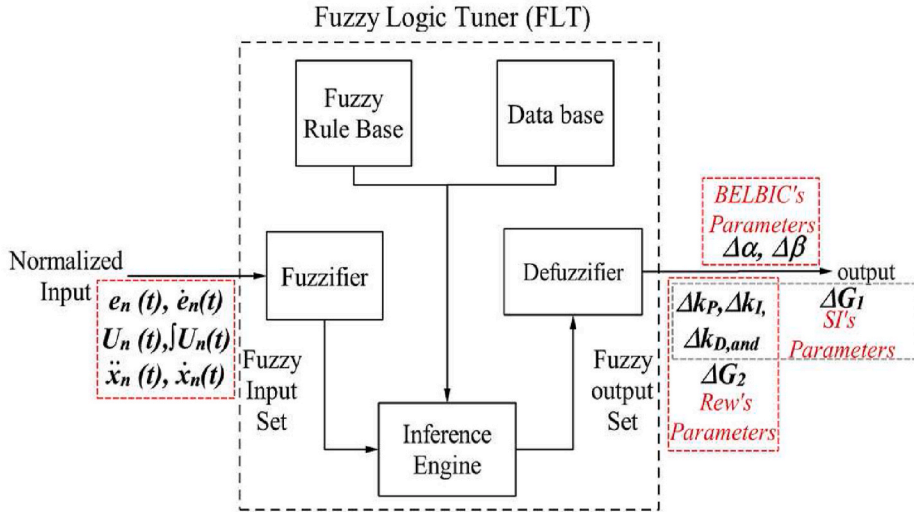 Fuzzy Logic Tuner (FLT)
Fuzzy
Rule Base
Data base
BELBIC's
Parameters
Δα, Δβ
Normalized
Input
Fuzzifier
Defuzzifier
output
eₙ (t), ėₙ(t)
Uₙ (t),∫Uₙ(t)
ẍₙ (t), ẋₙ(t)
Fuzzy
Input
Set
Fuzzy
output
Set
Δk_P,Δk_I,
Δk_D,and
ΔG₁
SI's
Parameters
ΔG₂
Rew's
Parameters
Inference
Engine